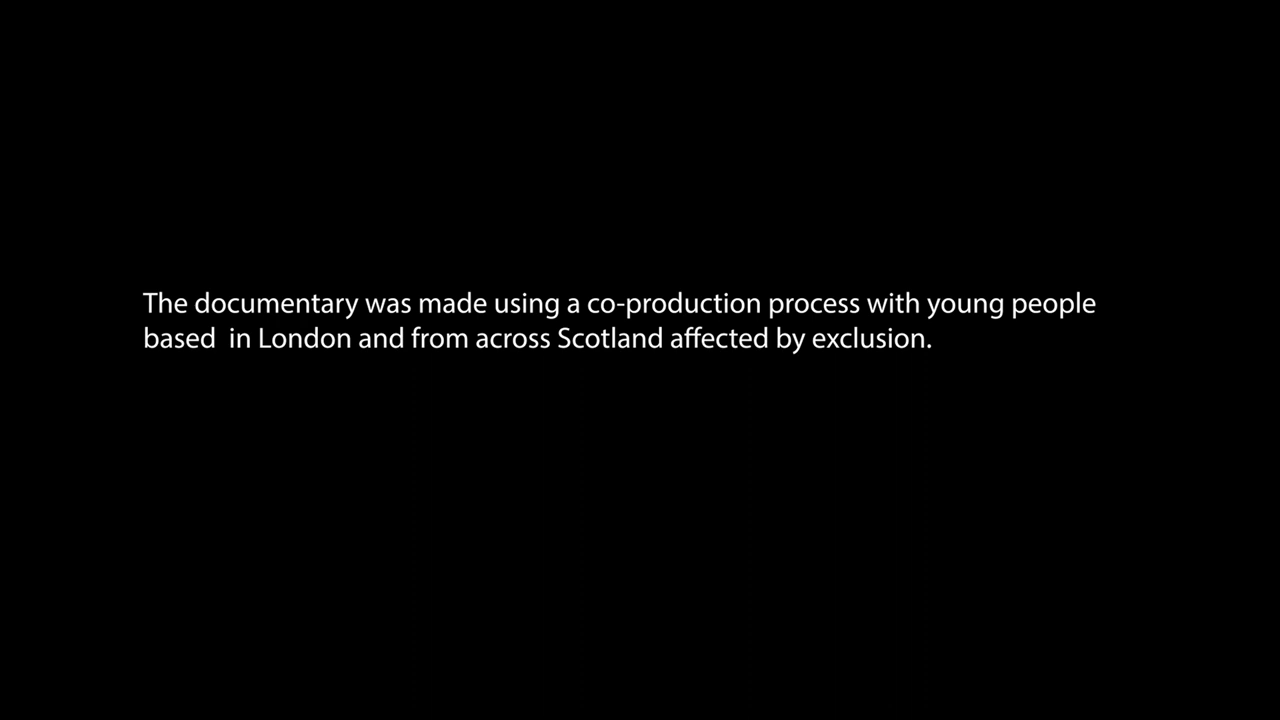 The documentary was made using a co-production process with young people
based  in London and from across Scotland affected by exclusion.